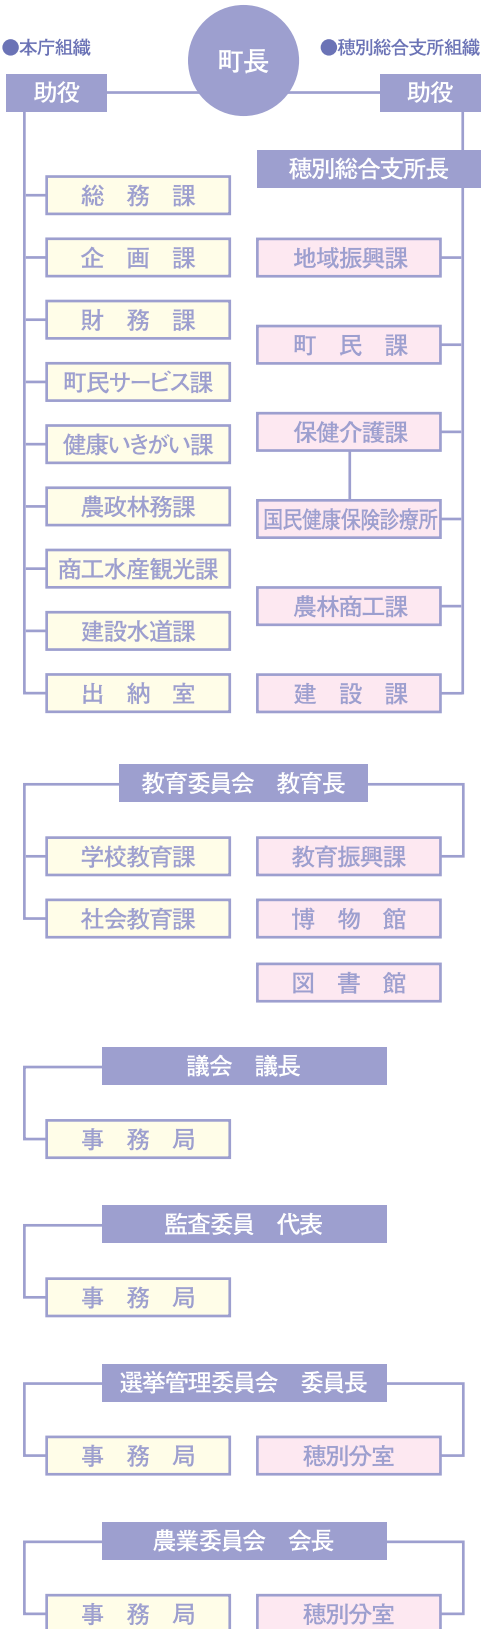 ●本庁組織
町長
●穂別総合支所組織
助役
助役
穂別総合支所長
総　務　課
企　画　課
財　務　課
町民サービス課
健康いきがい課
農政林務課
商工水産観光課
建設水道課
出　納　室
地域振興課
町　民　課
保健介護課
国民健康保険診療所
農林商工課
建　設　課
教育委員会　教育長
学校教育課
社会教育課
教育振興課
博　物　館
図　書　館
議会　議長
事　務　局
監査委員　代表
事　務　局
選挙管理委員会　委員長
事　務　局
穂別分室
農業委員会　会長
事　務　局
穂別分室